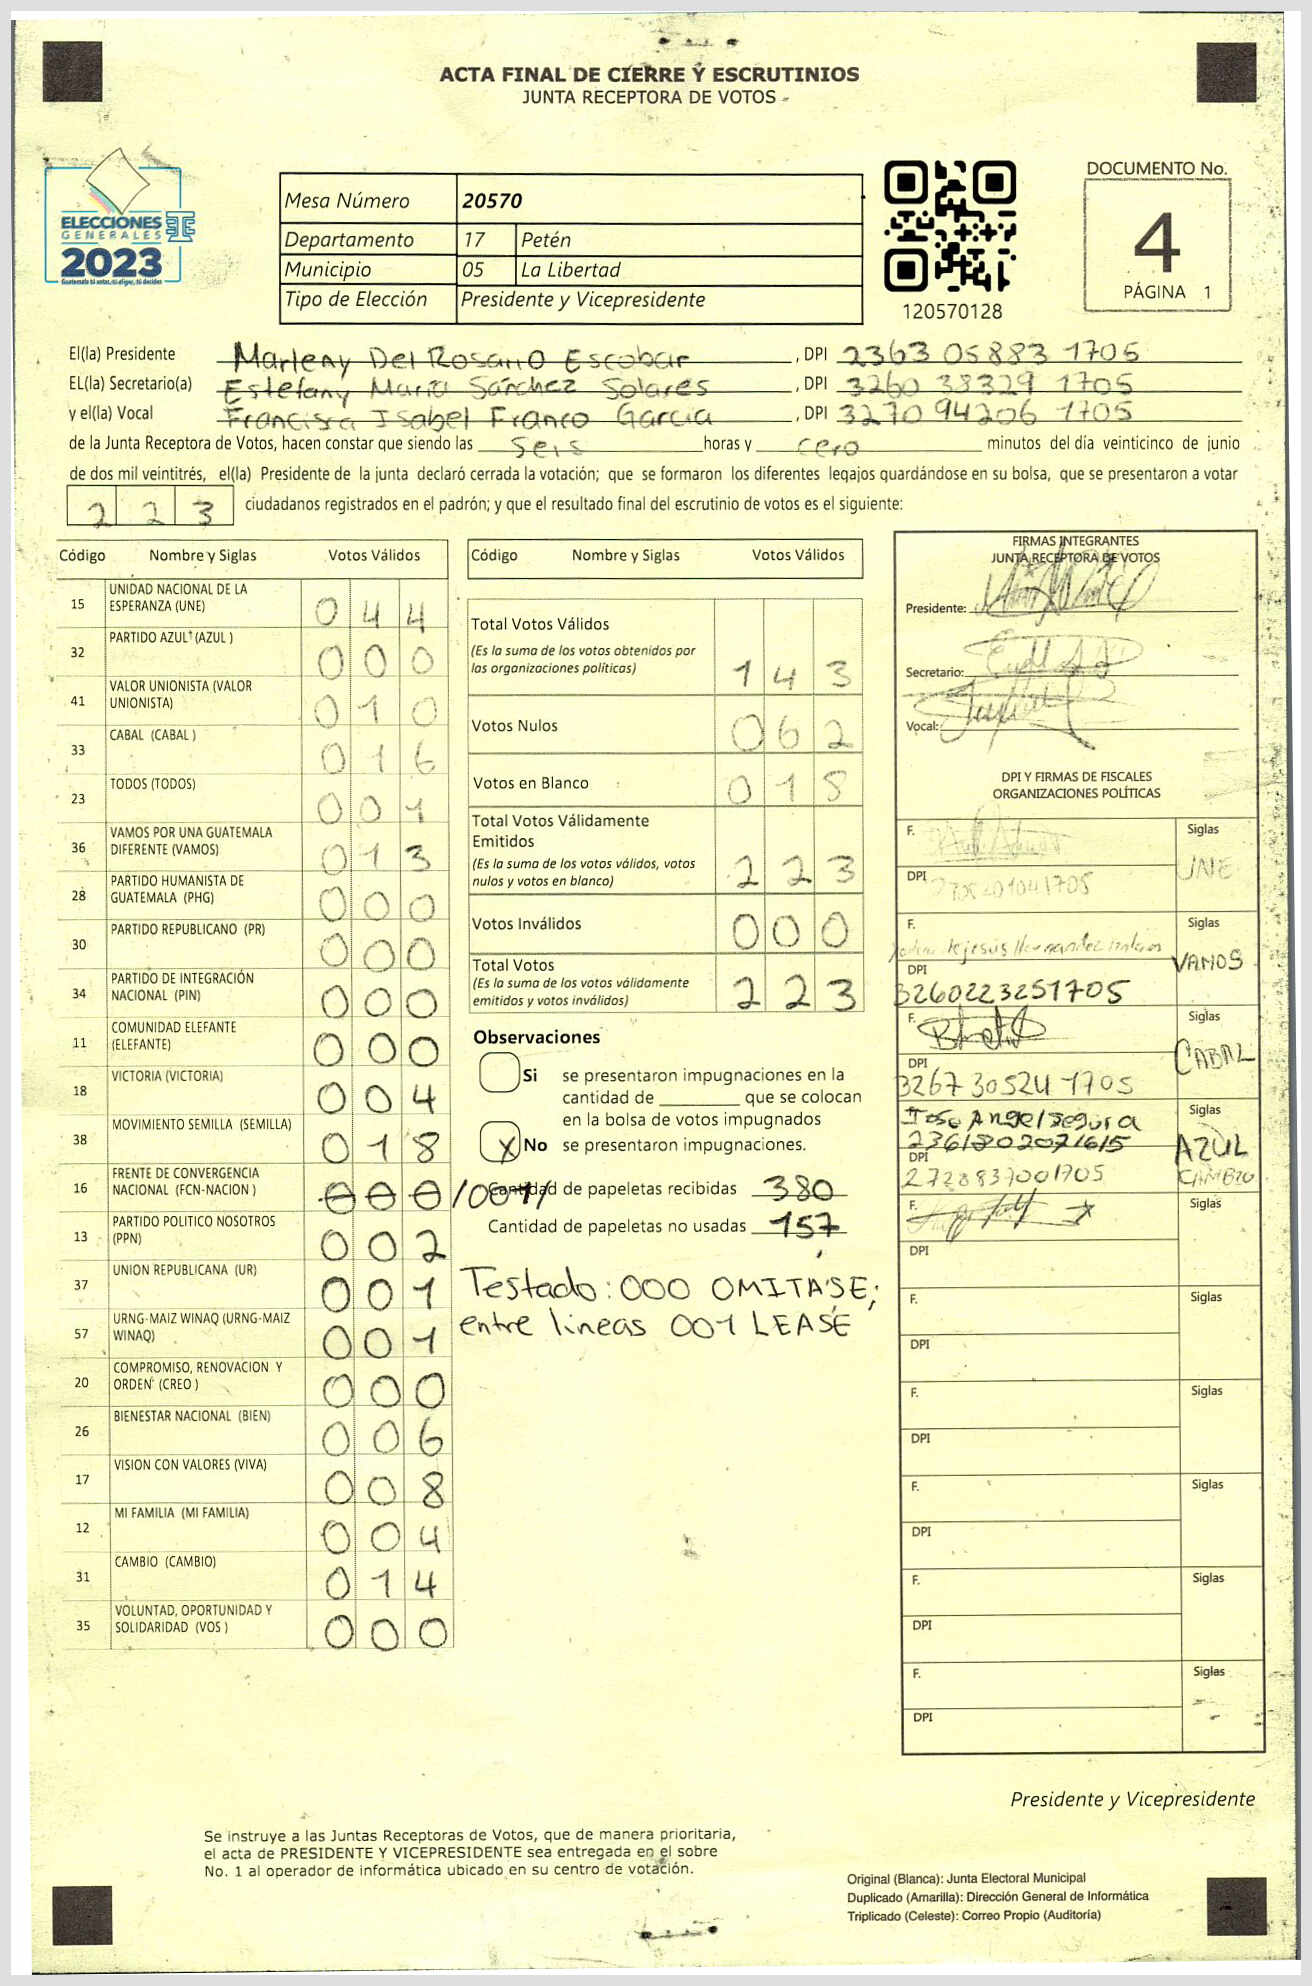 ACTA FINAL DE CIERRE Y ESCRUTINIOS
JUNTA RECEPTORA DE VOTOS
ELECCIONES
GENERALES
2023
Mesa Número 20570
Departamento 17 Petén
Municipio 05 La Libertad
Tipo de Elección Presidente y Vicepresidente
120570128
DOCUMENTO No.
4
PÁGINA 1
El(la) Presidente Marleny Del Rosario Escobar, DPI 2363 05883 1705
EL(la) Secretario(a) Estefany María Sánchez Solares, DPI 3260 38329 1705
y el(la) Vocal Francisca Isabel Franco García, DPI 3270 94206 1705
de la Junta Receptora de Votos, hacen constar que siendo las seis horas y cero minutos del día veinticinco de junio
de dos mil veintitrés, el(la) Presidente de la junta declaró cerrada la votación; que se formaron los diferentes legajos guardándose en su bolsa, que se presentaron a votar
2 2 3 ciudadanos registrados en el padrón; y que el resultado final del escrutinio de votos es el siguiente:
Código Nombre y Siglas Votos Válidos
15 UNIDAD NACIONAL DE LA ESPERANZA (UNE) 0 4 4
32 PARTIDO AZUL (AZUL ) 0 0 0
41 VALOR UNIONISTA (VALOR UNIONISTA) 0 1 0
33 CABAL (CABAL ) 0 1 6
23 TODOS (TODOS) 0 0 1
36 VAMOS POR UNA GUATEMALA DIFERENTE (VAMOS) 0 1 3
28 PARTIDO HUMANISTA DE GUATEMALA (PHG) 0 0 0
30 PARTIDO REPUBLICANO (PR) 0 0 0
34 PARTIDO DE INTEGRACIÓN NACIONAL (PIN) 0 0 0
11 COMUNIDAD ELEFANTE (ELEFANTE) 0 0 0
18 VICTORIA (VICTORIA) 0 0 4
38 MOVIMIENTO SEMILLA (SEMILLA) 0 1 8
16 FRENTE DE CONVERGENCIA NACIONAL (FCN-NACION ) 0 0 0 /001/
13 PARTIDO POLITICO NOSOTROS (PPN) 0 0 2
37 UNION REPUBLICANA (UR) 0 0 1
57 URNG-MAIZ WINAQ (URNG-MAIZ WINAQ) 0 0 1
20 COMPROMISO, RENOVACION Y ORDEN (CREO ) 0 0 0
26 BIENESTAR NACIONAL (BIEN) 0 0 6
17 VISION CON VALORES (VIVA) 0 0 8
12 MI FAMILIA (MI FAMILIA) 0 0 4
31 CAMBIO (CAMBIO) 0 1 4
35 VOLUNTAD, OPORTUNIDAD Y SOLIDARIDAD (VOS ) 0 0 0
Código Nombre y Siglas Votos Válidos
Total Votos Válidos
(Es la suma de los votos obtenidos por
las organizaciones políticas) 1 4 3
Votos Nulos 0 6 2
Votos en Blanco 0 1 8
Total Votos Válidamente
Emitidos
(Es la suma de los votos válidos, votos
nulos y votos en blanco) 2 2 3
Votos Inválidos 0 0 0
Total Votos
(Es la suma de los votos válidamente
emitidos y votos inválidos) 2 2 3
Observaciones
Si se presentaron impugnaciones en la
cantidad de ________ que se colocan
en la bolsa de votos impugnados
X No se presentaron impugnaciones.
Cantidad de papeletas recibidas 380
Cantidad de papeletas no usadas 157
Testado: 000 OMITASE;
entre lineas 001 LEASE
FIRMAS INTEGRANTES
JUNTA RECEPTORA DE VOTOS
Presidente:
Secretario:
Vocal:
DPI Y FIRMAS DE FISCALES
ORGANIZACIONES POLÍTICAS
F. Siglas
DPI UNE
F. Siglas
VAMOS
DPI
3260223251705
F. Siglas
CABAL
DPI
3267 30524 1705
Jose Angel Segura Siglas
AZUL
DPI
2728837001705 CAMBIO
F. Siglas
DPI
F. Siglas
DPI
F. Siglas
DPI
F. Siglas
DPI
F. Siglas
DPI
F. Siglas
DPI
Presidente y Vicepresidente
Se instruye a las Juntas Receptoras de Votos, que de manera prioritaria,
el acta de PRESIDENTE Y VICEPRESIDENTE sea entregada en el sobre
No. 1 al operador de informática ubicado en su centro de votación.
Original (Blanca): Junta Electoral Municipal
Duplicado (Amarilla): Dirección General de Informática
Triplicado (Celeste): Correo Propio (Auditoría)